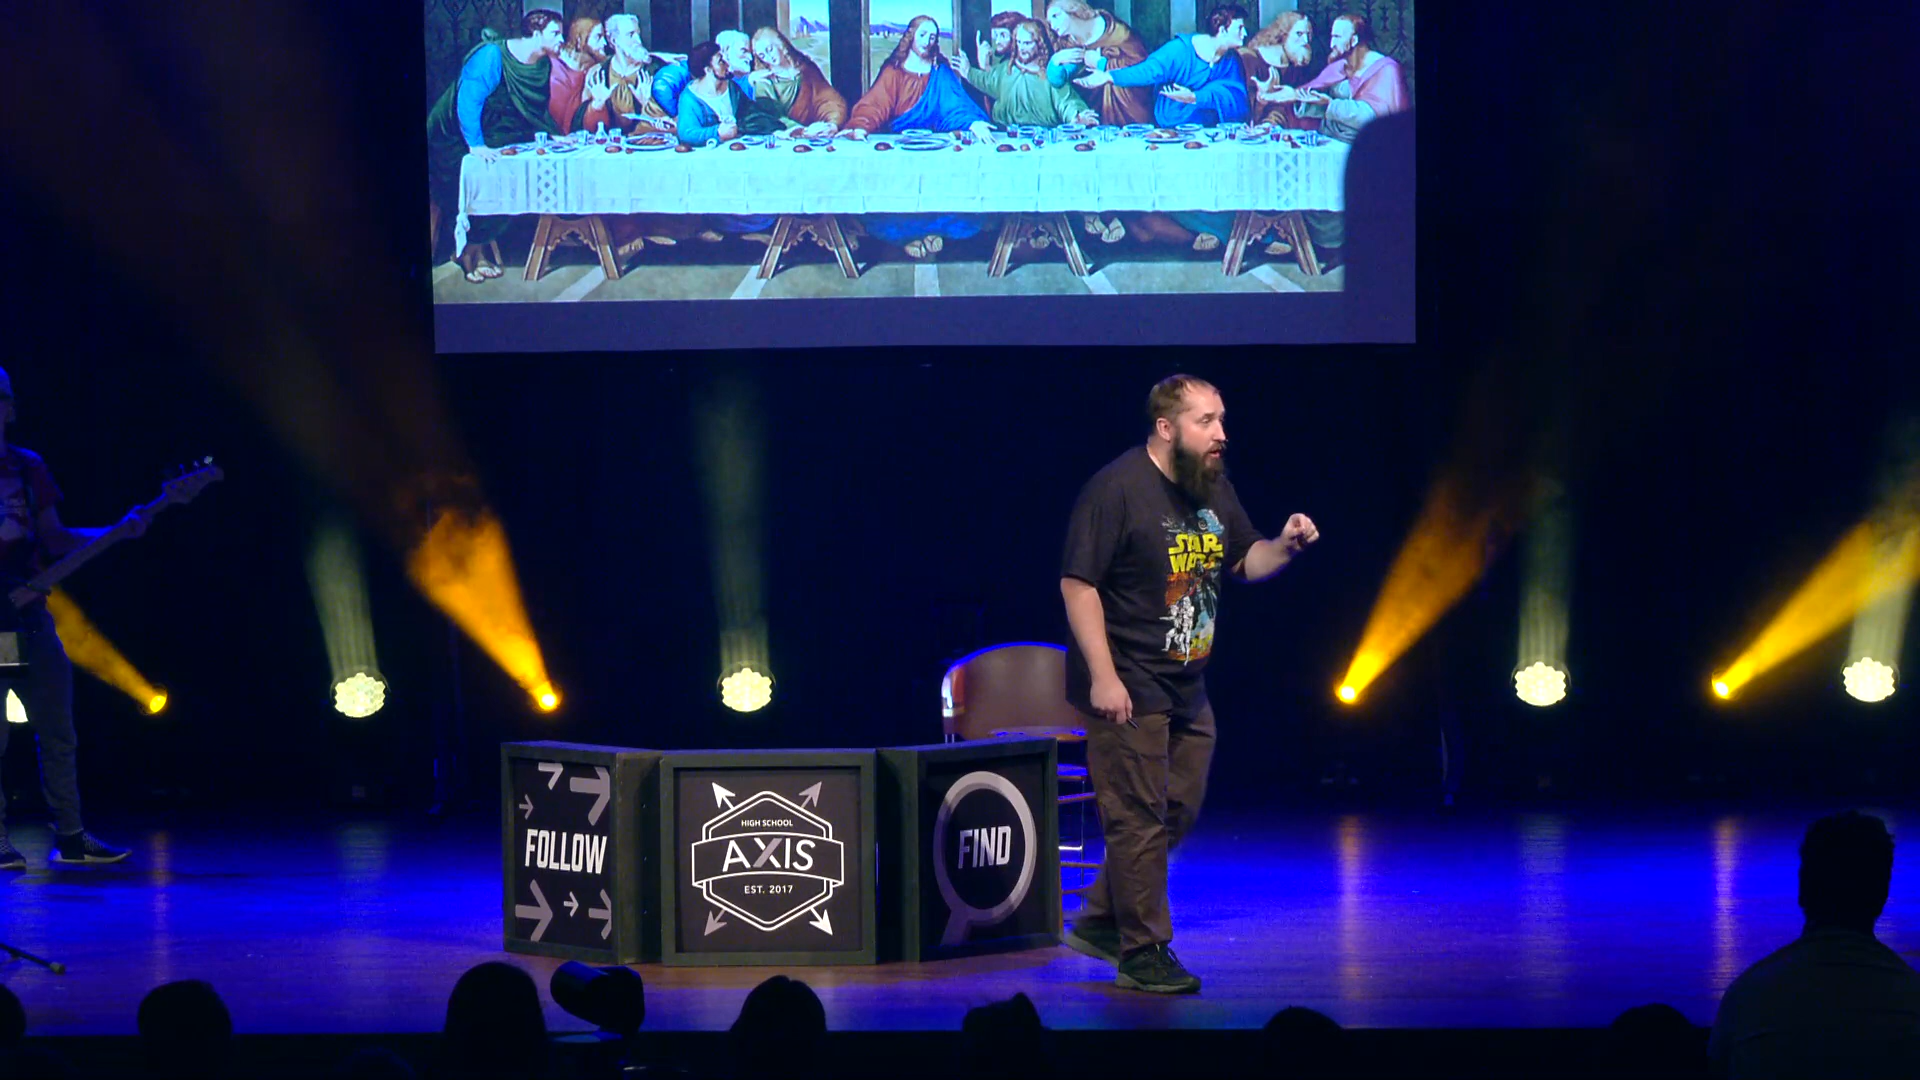 STAR
WARS
FOLLOW
HIGH SCHOOL
AXIS
EST. 2017
FIND